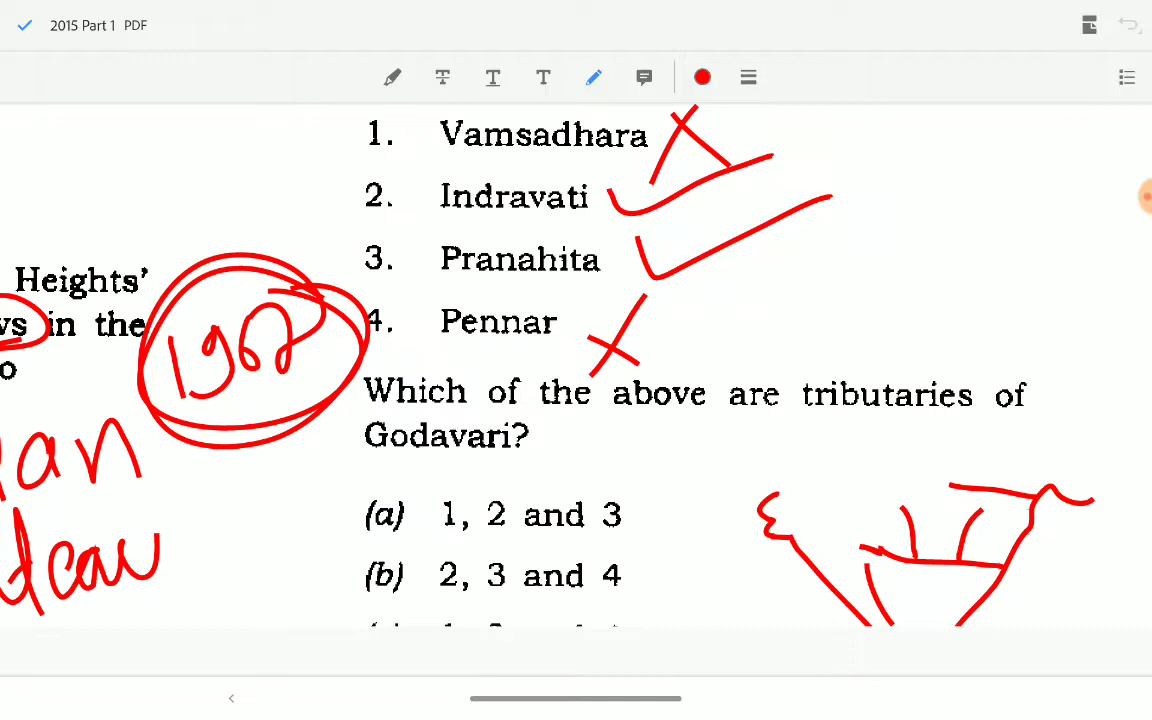 2015 Part 1 PDF
1. Vamsadhara
2. Indravati
3. Pranahita
4. Pennar
Heights'
in the
1962
Which of the above are tributaries of
Godavari?
(a) 1, 2 and 3
(b) 2, 3 and 4